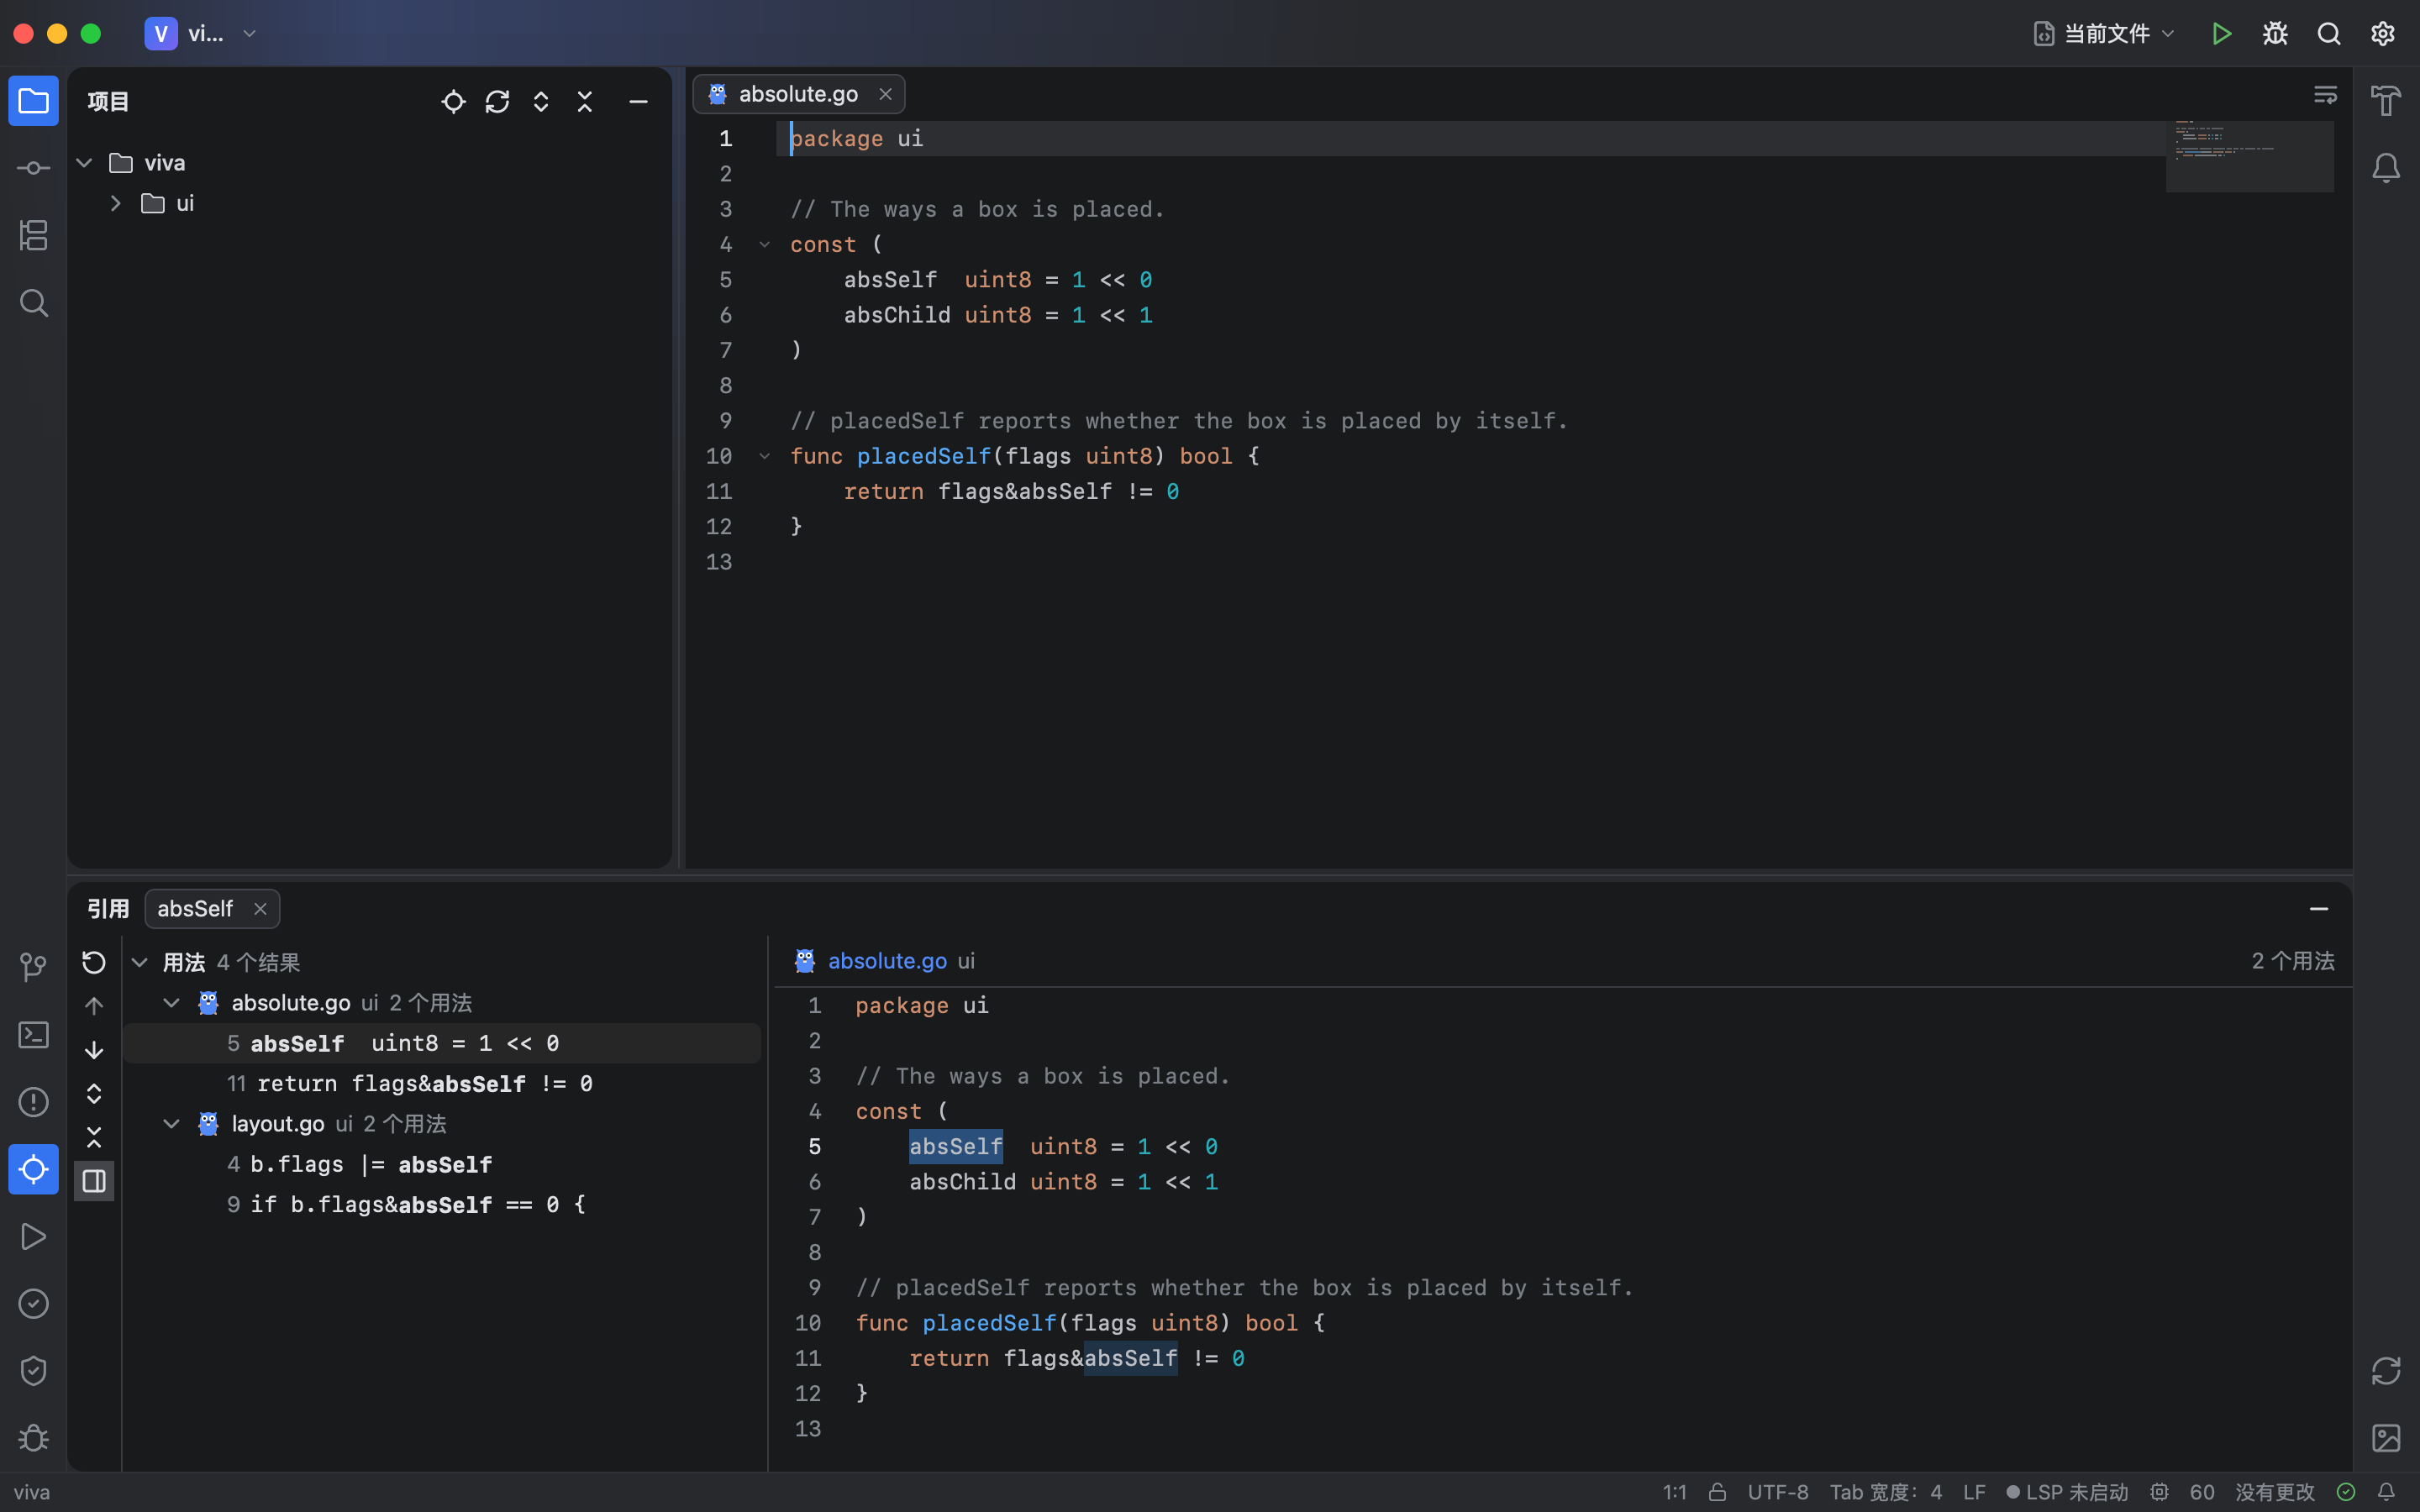 V vi...
当前文件
项目
viva
ui
absolute.go
1 package ui
2
3 // The ways a box is placed.
4 const (
5 absSelf  uint8 = 1 << 0
6 absChild uint8 = 1 << 1
7 )
8
9 // placedSelf reports whether the box is placed by itself.
10 func placedSelf(flags uint8) bool {
11 return flags&absSelf != 0
12 }
13
引用 absSelf
用法 4 个结果
absolute.go ui 2 个用法
5 absSelf  uint8 = 1 << 0
11 return flags&absSelf != 0
layout.go ui 2 个用法
4 b.flags |= absSelf
9 if b.flags&absSelf == 0 {
absolute.go ui 2 个用法
1 package ui
2
3 // The ways a box is placed.
4 const (
5 absSelf  uint8 = 1 << 0
6 absChild uint8 = 1 << 1
7 )
8
9 // placedSelf reports whether the box is placed by itself.
10 func placedSelf(flags uint8) bool {
11 return flags&absSelf != 0
12 }
13
viva 1:1 UTF-8 Tab 宽度: 4 LF LSP 未启动 60 没有更改